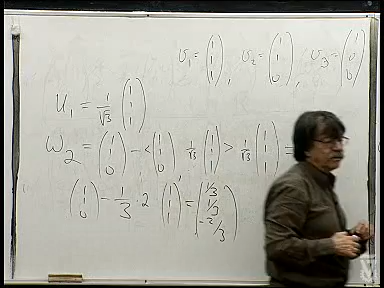 v₁ = (1 1 1), v₂ = (1 1 0), v₃ = (1 0 0)
u₁ = 1/√3 (1 1 1)
w₂ = (1 1 0) - < (1 1 0), 1/√3 (1 1 1) > 1/√3 (1 1 1) =
(1 1 0) - 1/3 · 2 (1 1 1) = (1/3 1/3 -2/3)